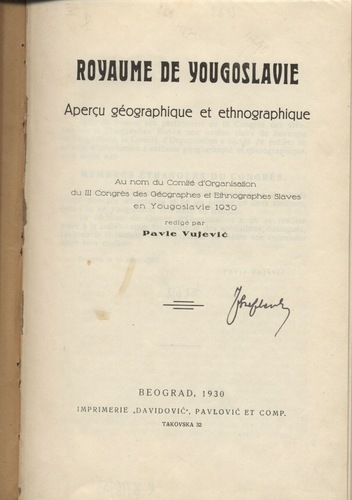 ROYAUME DE YOUGOSLAVIE
Aperçu géographique et ethnographique
Au nom du Comité d'Organisation
du III Congrès des Géographes et Ethnographes Slaves
en Yougoslavie 1930
redigé par
Pavle Vujević
BEOGRAD, 1930
IMPRIMERIE „DAVIDOVIĆ", PAVLOVIĆ ET COMP.
TAKOVSKA 32